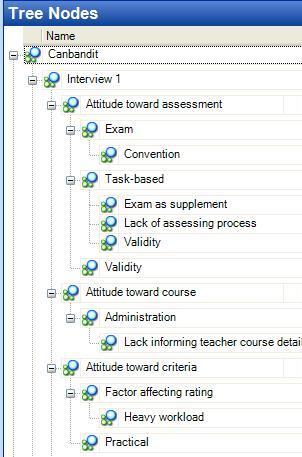 Tree Nodes
Name
Canbandit
Interview 1
Attitude toward assessment
Exam
Convention
Task-based
Exam as supplement
Lack of assessing process
Validity
Validity
Attitude toward course
Administration
Lack informing teacher course detai
Attitude toward criteria
Factor affecting rating
Heavy workload
Practical